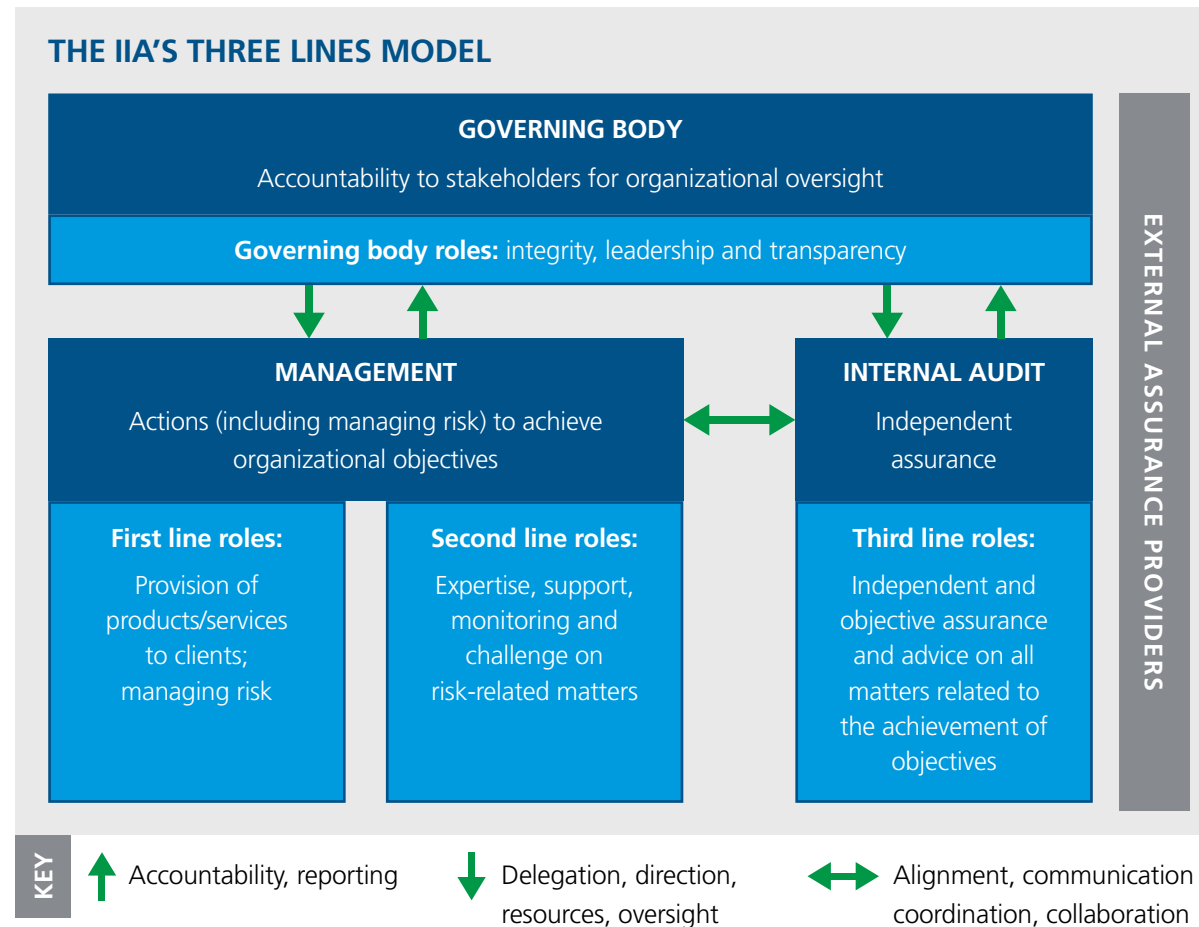 THE IIA'S THREE LINES MODEL
GOVERNING BODY
Accountability to stakeholders for organizational oversight
Governing body roles: integrity, leadership and transparency
MANAGEMENT
Actions (including managing risk) to achieve
organizational objectives
INTERNAL AUDIT
Independent
assurance
First line roles:
Provision of
products/services
to clients;
managing risk
Second line roles:
Expertise, support,
monitoring and
challenge on
risk-related matters
Third line roles:
Independent and
objective assurance
and advice on all
matters related to
the achievement of
objectives
EXTERNAL ASSURANCE PROVIDERS
KEY
Accountability, reporting
Delegation, direction,
resources, oversight
Alignment, communication
coordination, collaboration